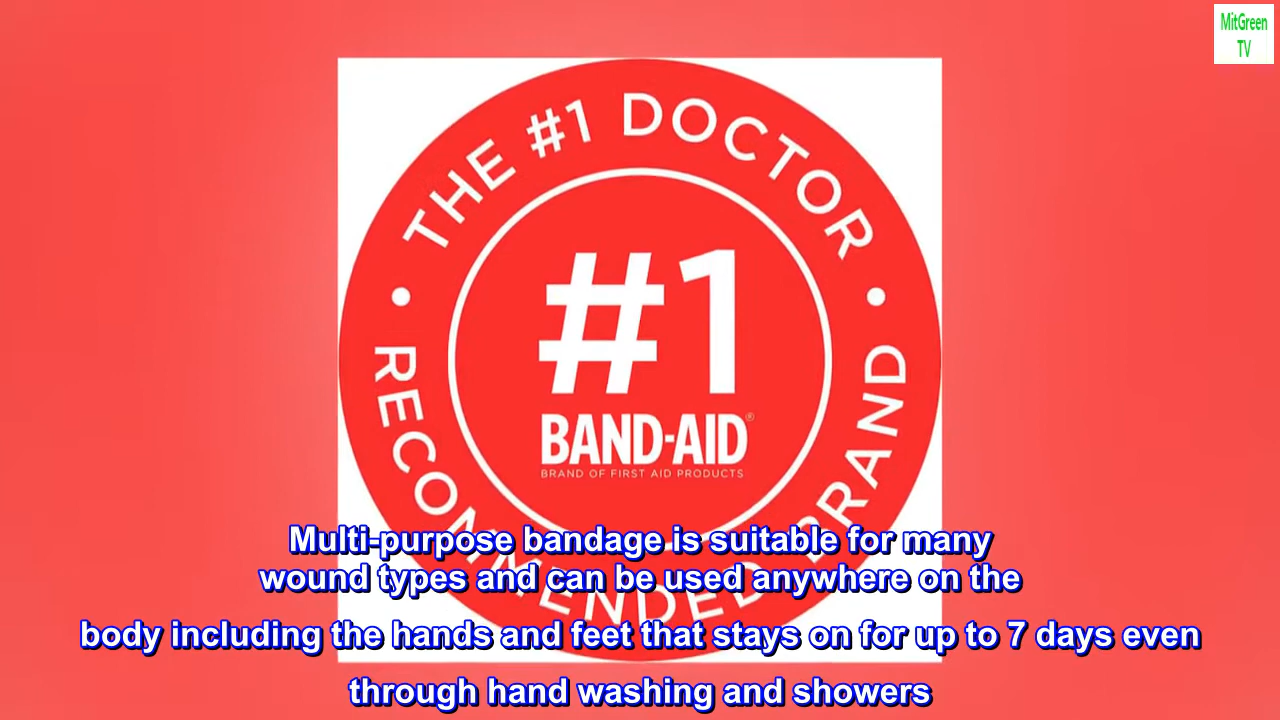 MitGreen
TV
THE #1 DOCTOR
#1
BAND-AID®
BRAND OF FIRST AID PRODUCTS
RECOMMENDED BRAND
Multi-purpose bandage is suitable for many
wound types and can be used anywhere on the
body including the hands and feet that stays on for up to 7 days even
through hand washing and showers